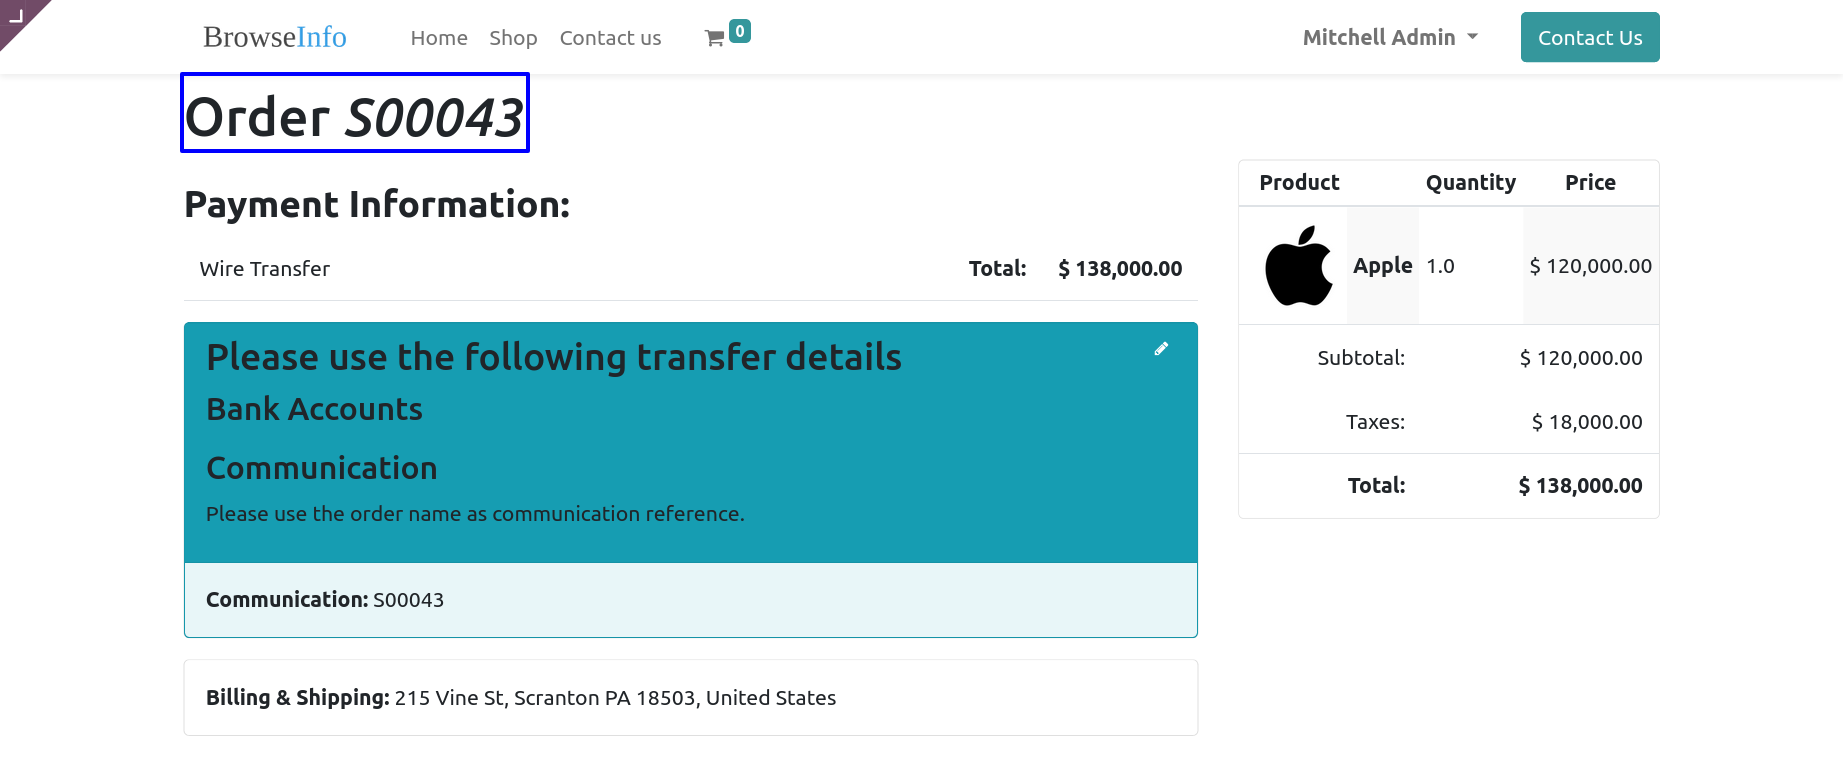 BrowseInfo Home Shop Contact us 0 Mitchell Admin Contact Us
Order S00043
Payment Information:
Wire Transfer Total: $ 138,000.00
Please use the following transfer details
Bank Accounts
Communication
Please use the order name as communication reference.
Communication: S00043
Billing & Shipping: 215 Vine St, Scranton PA 18503, United States
Product Quantity Price
Apple 1.0 $ 120,000.00
Subtotal: $ 120,000.00
Taxes: $ 18,000.00
Total: $ 138,000.00